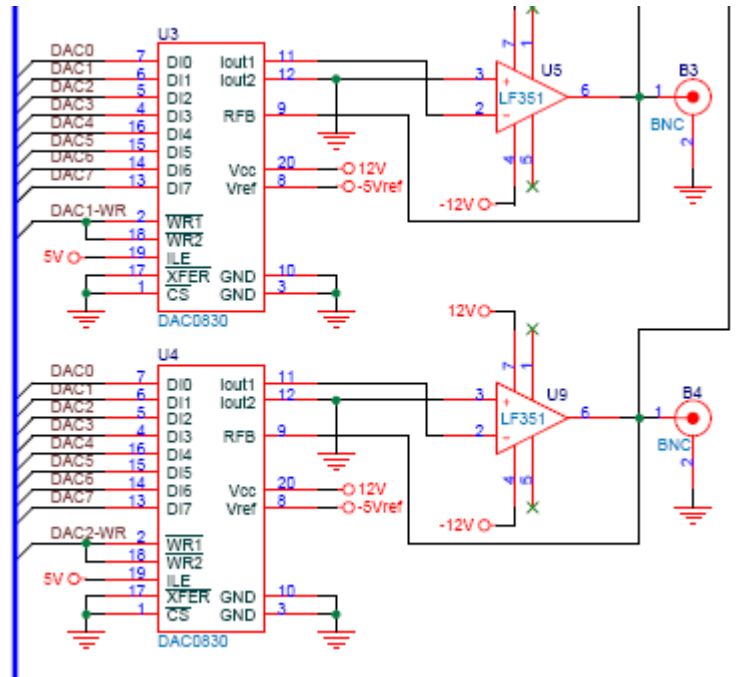 U3
DAC0 7 DI0 Iout1 11
DAC1 6 DI1 Iout2 12
DAC2 5 DI2
DAC3 4 DI3 RFB 9
DAC4 16 DI4
DAC5 15 DI5
DAC6 14 DI6 Vcc 20 12V
DAC7 13 DI7 Vref 8 -5Vref
DAC1-WR 2 WR1
18 WR2
5V 19 ILE
17 XFER GND 10
1 CS GND 3
DAC0830
7 1
3 + U5
LF351 6
2 -
4 5
-12V
1 B3
BNC
2
U4
DAC0 7 DI0 Iout1 11
DAC1 6 DI1 Iout2 12
DAC2 5 DI2
DAC3 4 DI3 RFB 9
DAC4 16 DI4
DAC5 15 DI5
DAC6 14 DI6 Vcc 20 12V
DAC7 13 DI7 Vref 8 -5Vref
DAC2-WR 2 WR1
18 WR2
5V 19 ILE
17 XFER GND 10
1 CS GND 3
DAC0830
12V
7 1
3 + U9
LF351 6
2 -
4 5
-12V
1 B4
BNC
2